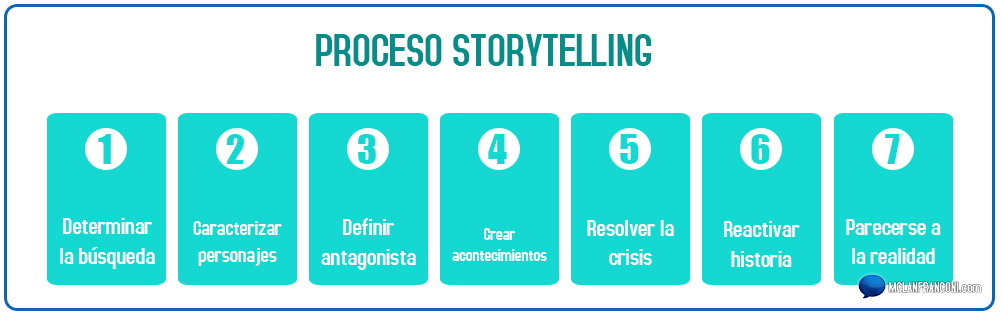 PROCESO STORYTELLING
1
Determinar
la búsqueda
2
Caracterizar
personajes
3
Definir
antagonista
4
Crear
acontecimientos
5
Resolver la
crisis
6
Reactivar
historia
7
Parecerse a
la realidad
MCLANFRANCONI.com